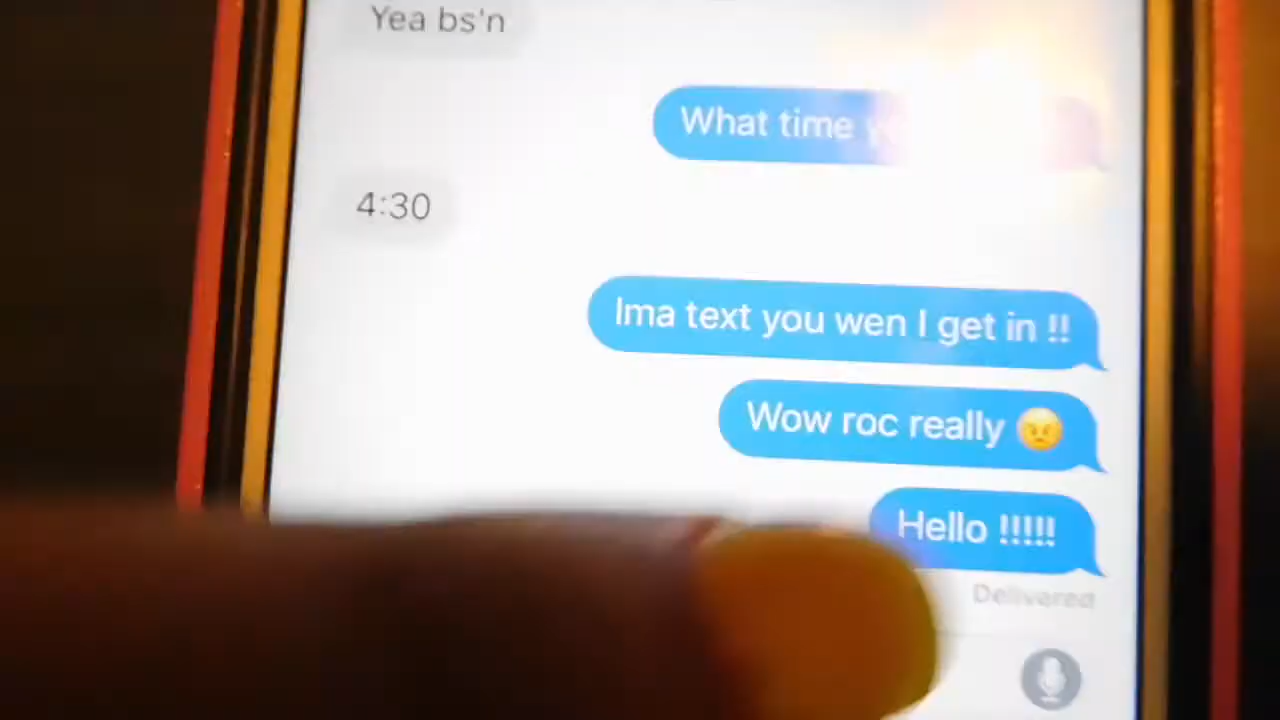 Yea bs'n
What time
4:30
Ima text you wen I get in !!
Wow roc really 😠
Hello !!!!!
Delivered